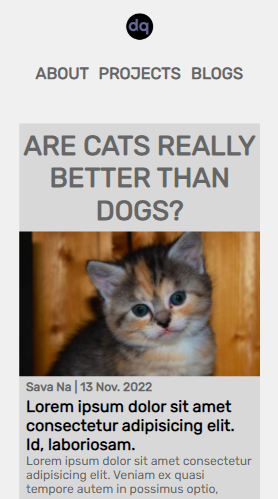 dq
ABOUT PROJECTS BLOGS
ARE CATS REALLY
BETTER THAN
DOGS?
Sava Na | 13 Nov. 2022
Lorem ipsum dolor sit amet
consectetur adipisicing elit.
Id, laboriosam.
Lorem ipsum dolor sit amet consectetur
adipisicing elit. Veniam ex quasi
tempore autem in possimus optio,